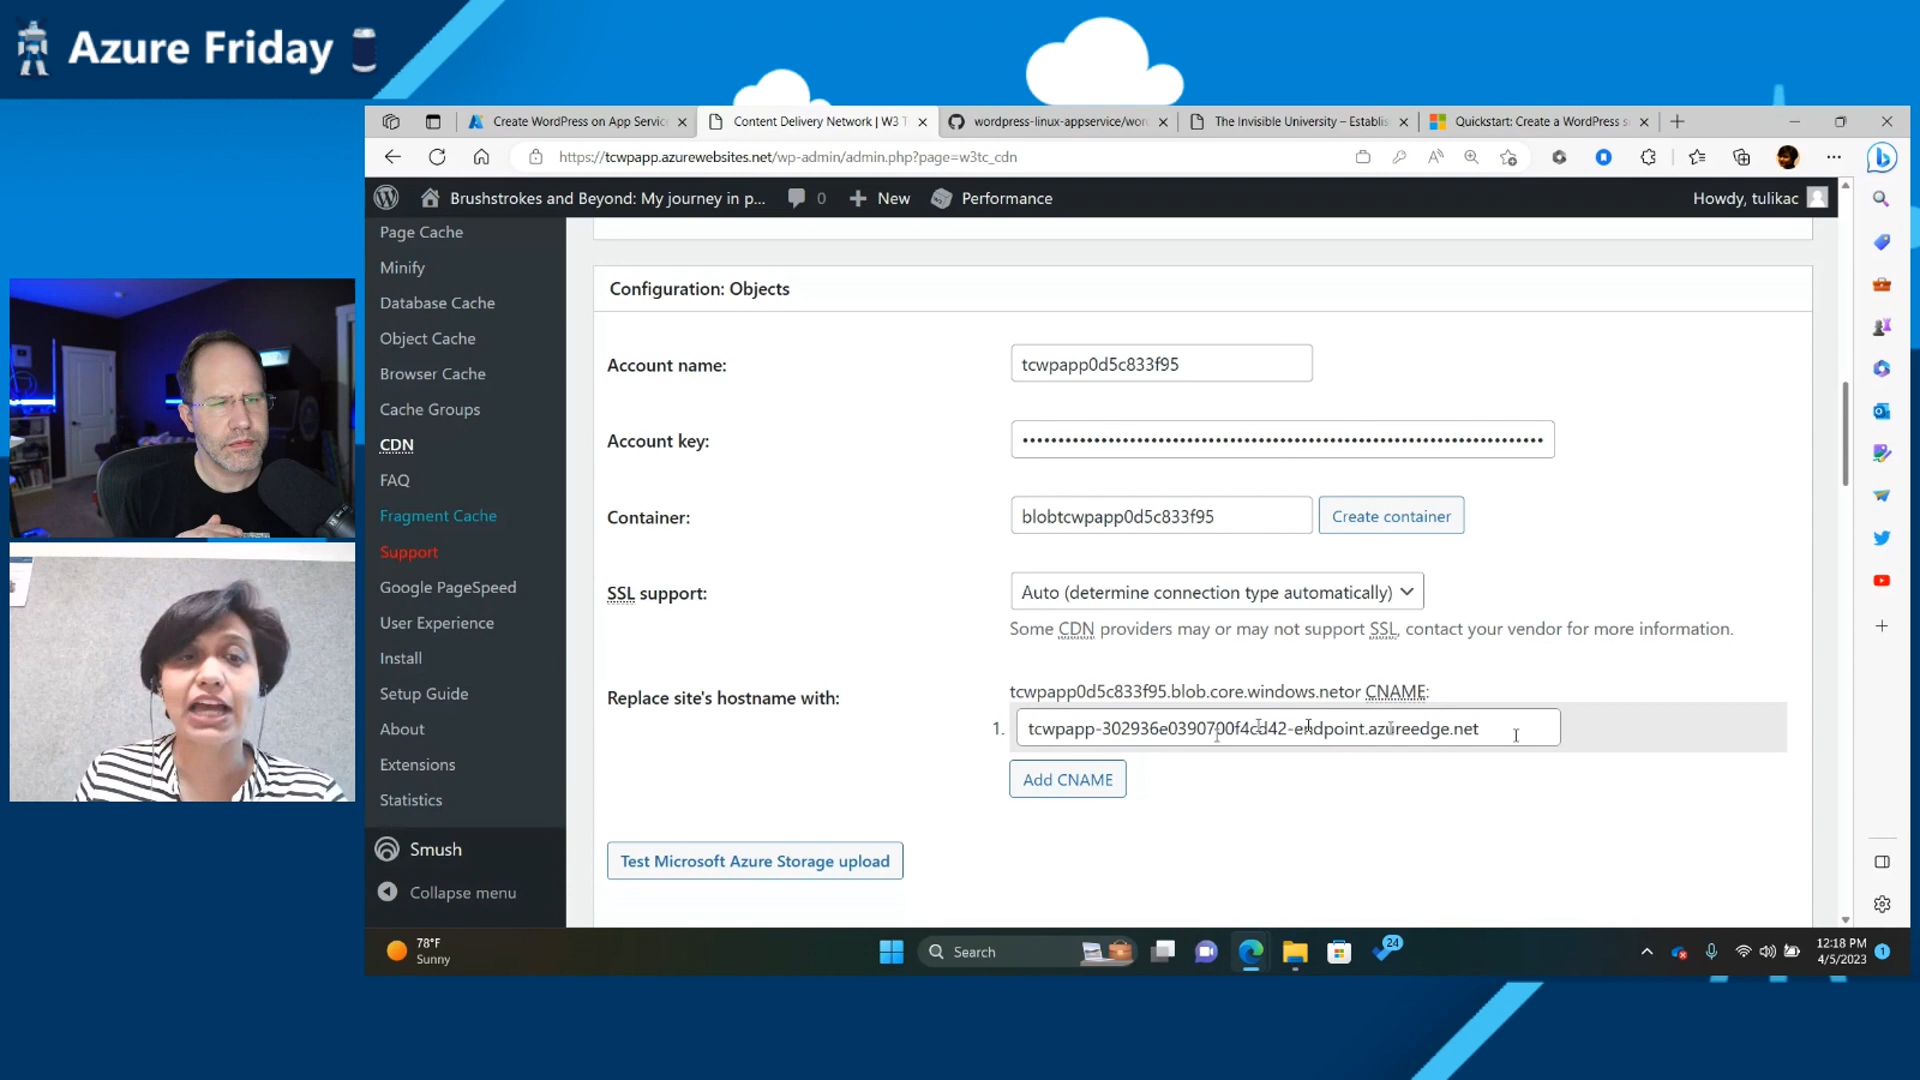 Azure Friday
Create WordPress on App Servic
Content Delivery Network | W3 T
wordpress-linux-appservice/wor
The Invisible University – Establis
Quickstart: Create a WordPress s
https://tcwpapp.azurewebsites.net/wp-admin/admin.php?page=w3tc_cdn
Brushstrokes and Beyond: My journey in p...
0
New
Performance
Howdy, tulikac
Page Cache
Minify
Database Cache
Object Cache
Browser Cache
Cache Groups
CDN
FAQ
Fragment Cache
Support
Google PageSpeed
User Experience
Install
Setup Guide
About
Extensions
Statistics
Smush
Collapse menu
Configuration: Objects
Account name:
tcwpapp0d5c833f95
Account key:
Container:
blobtcwpapp0d5c833f95
Create container
SSL support:
Auto (determine connection type automatically)
Some CDN providers may or may not support SSL, contact your vendor for more information.
Replace site's hostname with:
tcwpapp0d5c833f95.blob.core.windows.netor CNAME:
1. tcwpapp-302936e0390700f4cd42-endpoint.azureedge.net
Add CNAME
Test Microsoft Azure Storage upload
78°F
Sunny
Search
24
12:18 PM
4/5/2023
1